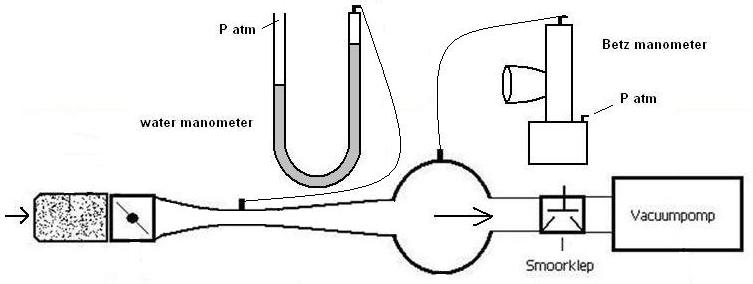 P atm
Betz manometer
P atm
water manometer
Vacuumpomp
Smoorklep